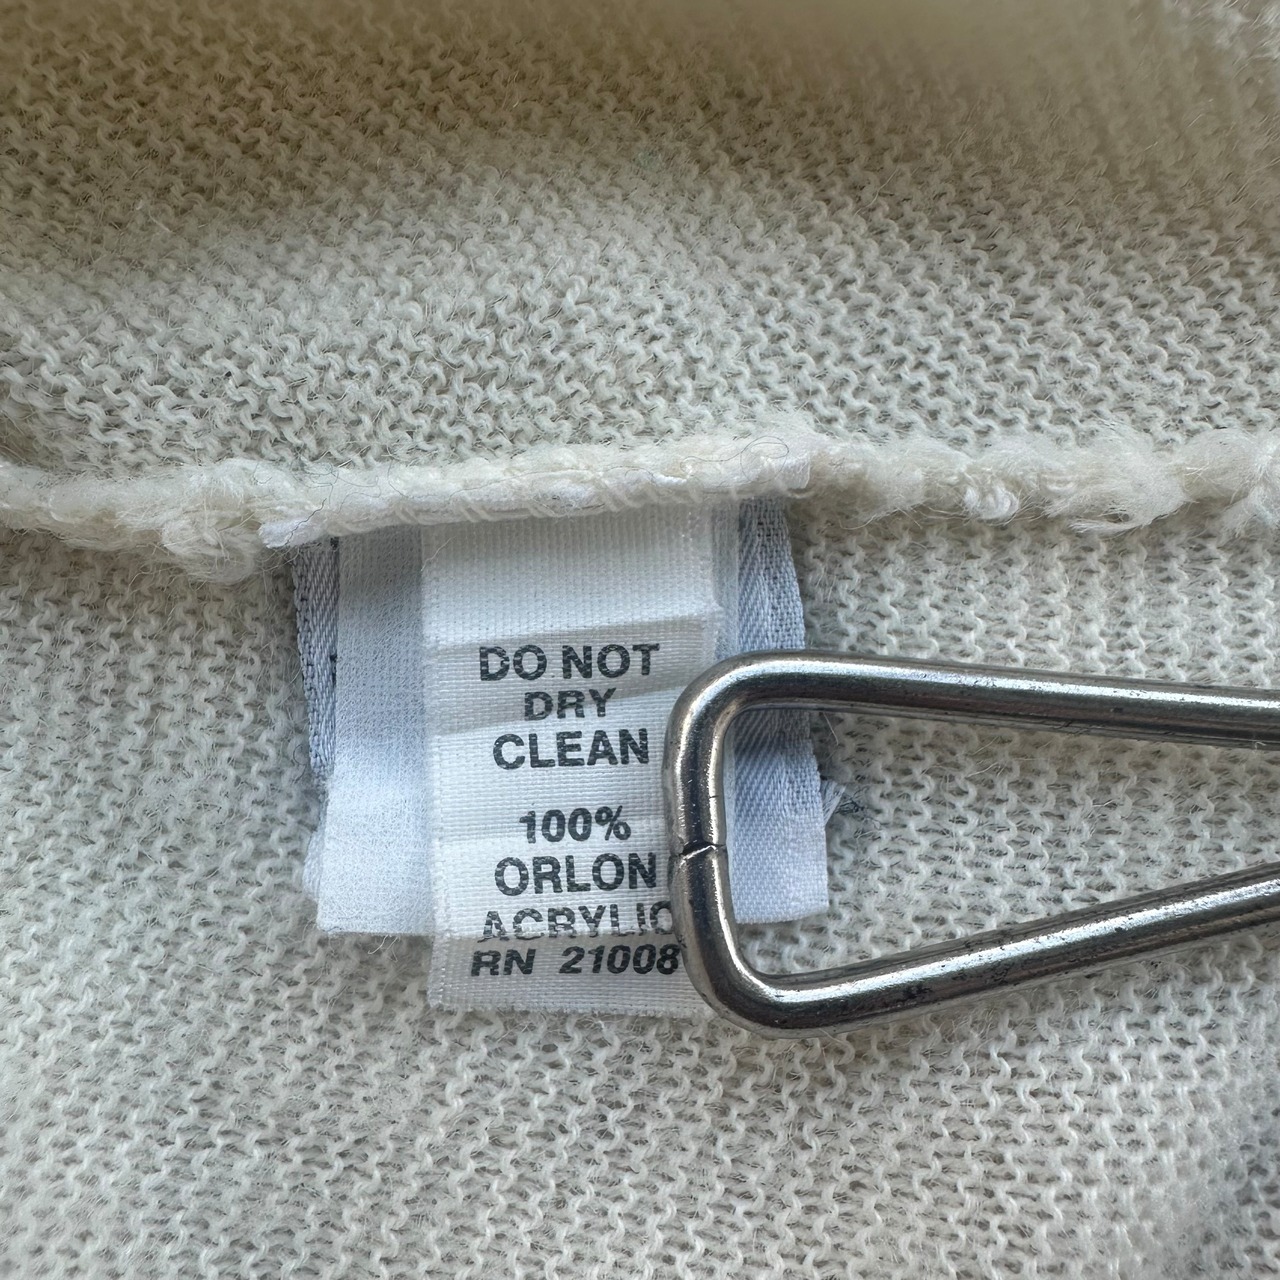 DO NOT
DRY
CLEAN
100%
ORLON
ACRYLIC
RN 21008